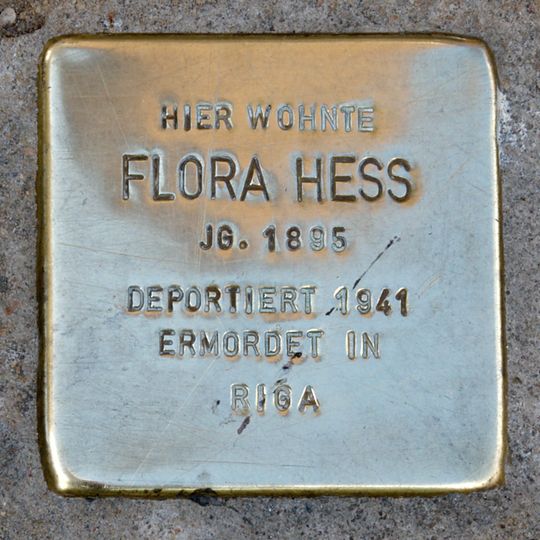 HIER WOHNTE
FLORA HESS
JG. 1895
DEPORTIERT 1941
ERMORDET IN
RIGA